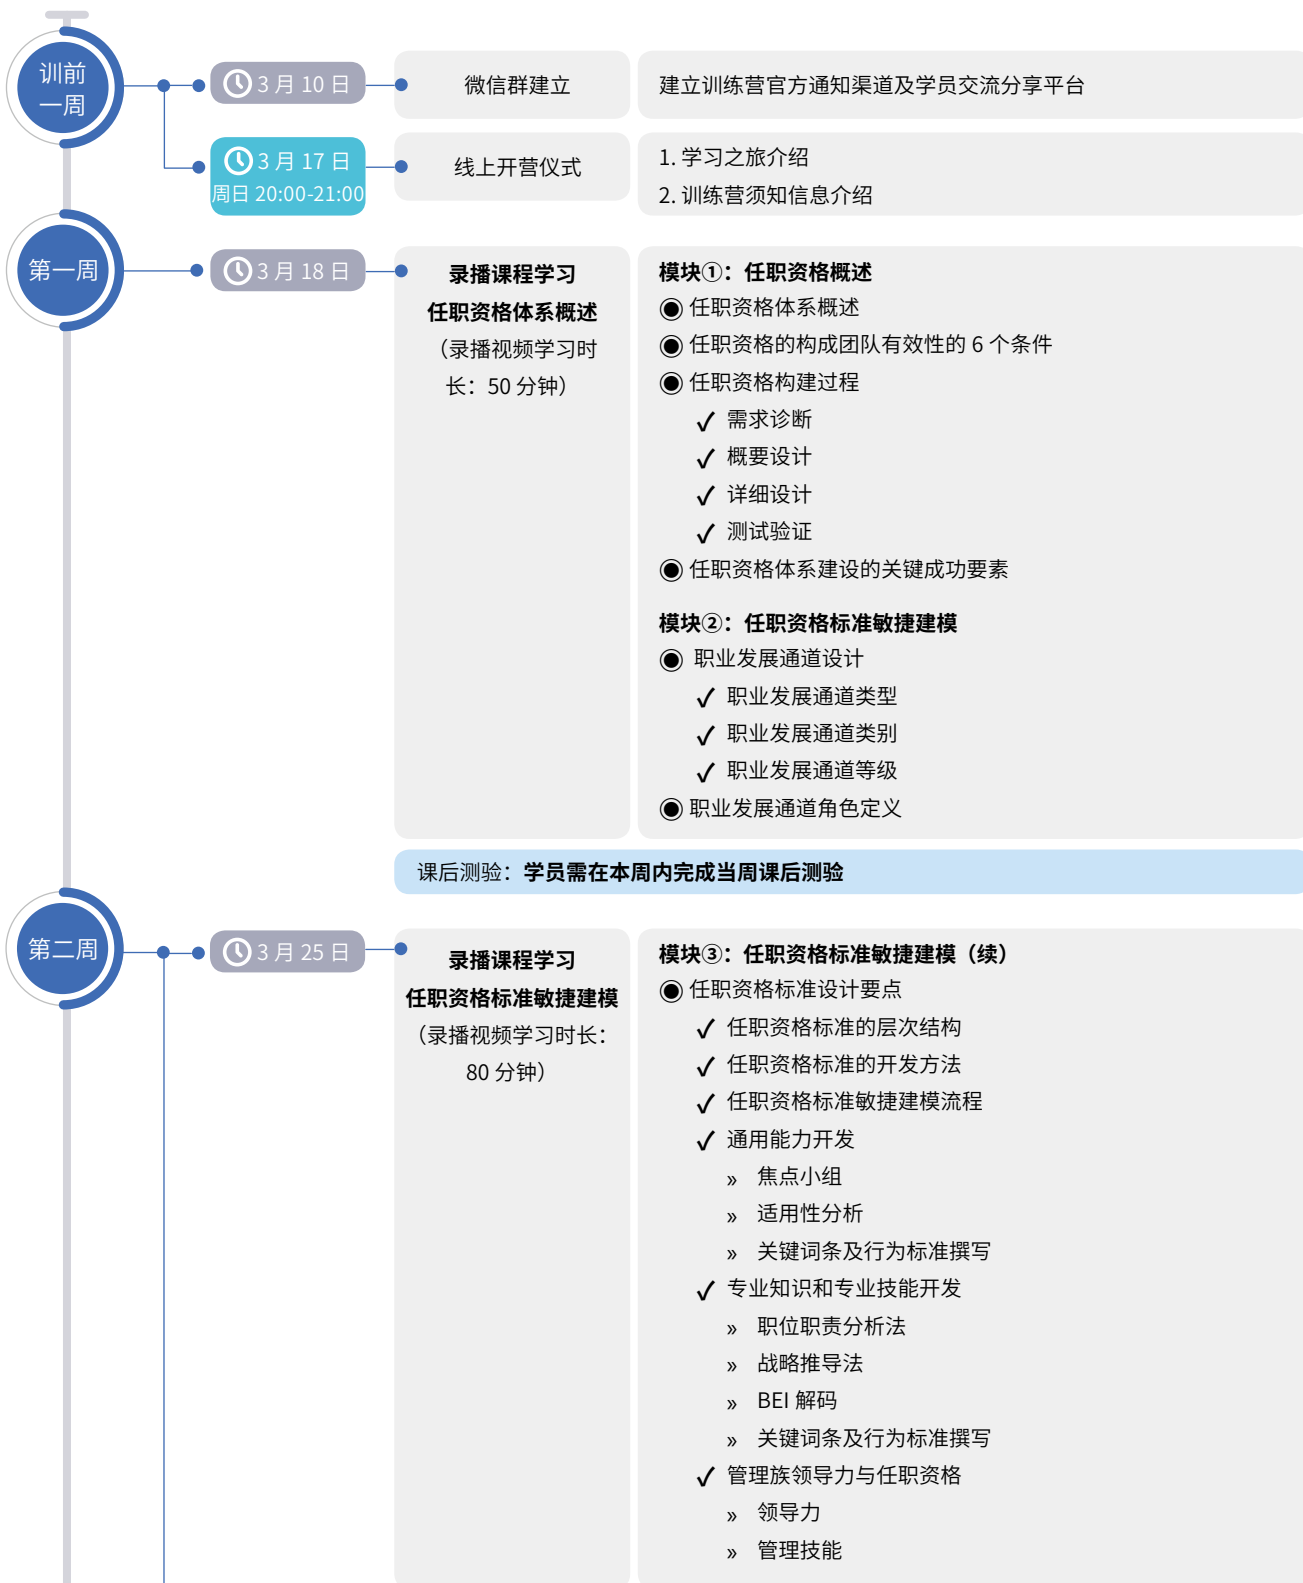 训前
一周
3 月 10 日
微信群建立
建立训练营官方通知渠道及学员交流分享平台
3 月 17 日
周日 20:00-21:00
线上开营仪式
1. 学习之旅介绍
2. 训练营须知信息介绍
第一周
3 月 18 日
录播课程学习
任职资格体系概述
（录播视频学习时
长：50 分钟）
模块①：任职资格概述
◉ 任职资格体系概述
◉ 任职资格的构成团队有效性的 6 个条件
◉ 任职资格构建过程
✓ 需求诊断
✓ 概要设计
✓ 详细设计
✓ 测试验证
◉ 任职资格体系建设的关键成功要素
模块②：任职资格标准敏捷建模
◉ 职业发展通道设计
✓ 职业发展通道类型
✓ 职业发展通道类别
✓ 职业发展通道等级
◉ 职业发展通道角色定义
课后测验：学员需在本周内完成当周课后测验
第二周
3 月 25 日
录播课程学习
任职资格标准敏捷建模
（录播视频学习时长：
80 分钟）
模块③：任职资格标准敏捷建模（续）
◉ 任职资格标准设计要点
✓ 任职资格标准的层次结构
✓ 任职资格标准的开发方法
✓ 任职资格标准敏捷建模流程
✓ 通用能力开发
» 焦点小组
» 适用性分析
» 关键词条及行为标准撰写
✓ 专业知识和专业技能开发
» 职位职责分析法
» 战略推导法
» BEI 解码
» 关键词条及行为标准撰写
✓ 管理族领导力与任职资格
» 领导力
» 管理技能